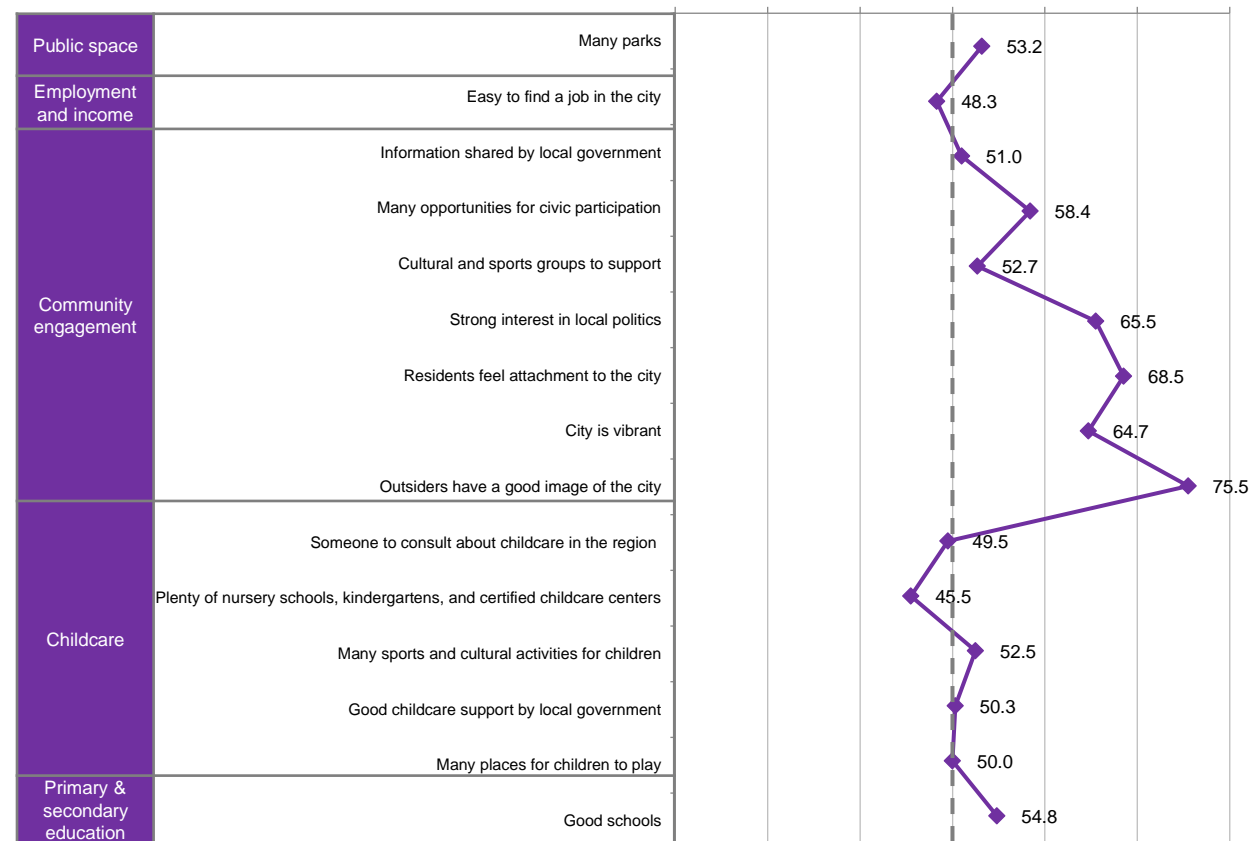 Public space
Many parks
53.2
Employment
and income
Easy to find a job in the city
48.3
Community
engagement
Information shared by local government
51.0
Many opportunities for civic participation
58.4
Cultural and sports groups to support
52.7
Strong interest in local politics
65.5
Residents feel attachment to the city
68.5
City is vibrant
64.7
Outsiders have a good image of the city
75.5
Childcare
Someone to consult about childcare in the region
49.5
Plenty of nursery schools, kindergartens, and certified childcare centers
45.5
Many sports and cultural activities for children
52.5
Good childcare support by local government
50.3
Many places for children to play
50.0
Primary &
secondary
education
Good schools
54.8